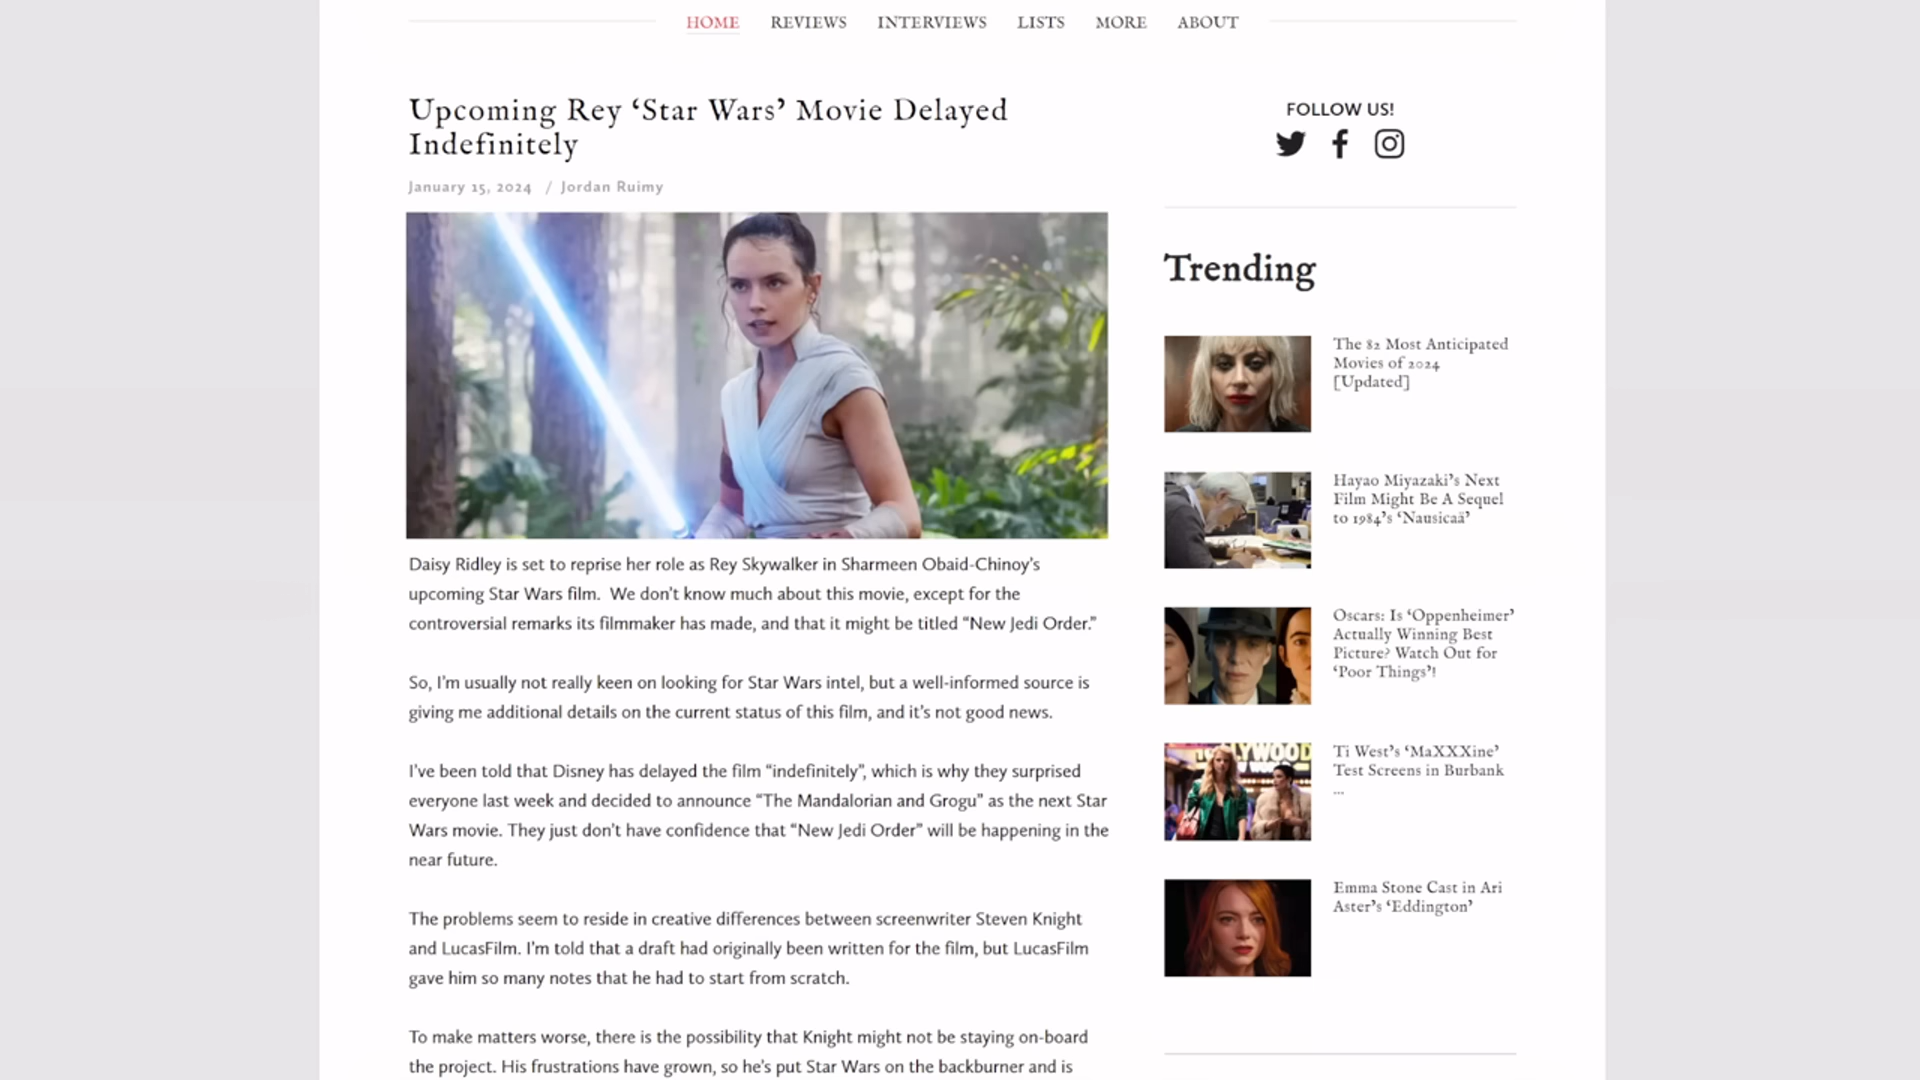 HOME REVIEWS INTERVIEWS LISTS MORE ABOUT
Upcoming Rey ‘Star Wars’ Movie Delayed
Indefinitely
January 15, 2024 / Jordan Ruimy
Daisy Ridley is set to reprise her role as Rey Skywalker in Sharmeen Obaid-Chinoy’s
upcoming Star Wars film. We don’t know much about this movie, except for the
controversial remarks its filmmaker has made, and that it might be titled “New Jedi Order.”
So, I’m usually not really keen on looking for Star Wars intel, but a well-informed source is
giving me additional details on the current status of this film, and it’s not good news.
I’ve been told that Disney has delayed the film “indefinitely”, which is why they surprised
everyone last week and decided to announce “The Mandalorian and Grogu” as the next Star
Wars movie. They just don’t have confidence that “New Jedi Order” will be happening in the
near future.
The problems seem to reside in creative differences between screenwriter Steven Knight
and LucasFilm. I’m told that a draft had originally been written for the film, but LucasFilm
gave him so many notes that he had to start from scratch.
To make matters worse, there is the possibility that Knight might not be staying on-board
the project. His frustrations have grown, so he’s put Star Wars on the backburner and is
FOLLOW US!
Trending
The 82 Most Anticipated
Movies of 2024
[Updated]
Hayao Miyazaki’s Next
Film Might Be A Sequel
to 1984’s ‘Nausicaä’
Oscars: Is ‘Oppenheimer’
Actually Winning Best
Picture? Watch Out for
‘Poor Things’!
LYWOOD
Ti West’s ‘MaXXXine’
Test Screens in Burbank
...
Emma Stone Cast in Ari
Aster’s ‘Eddington’